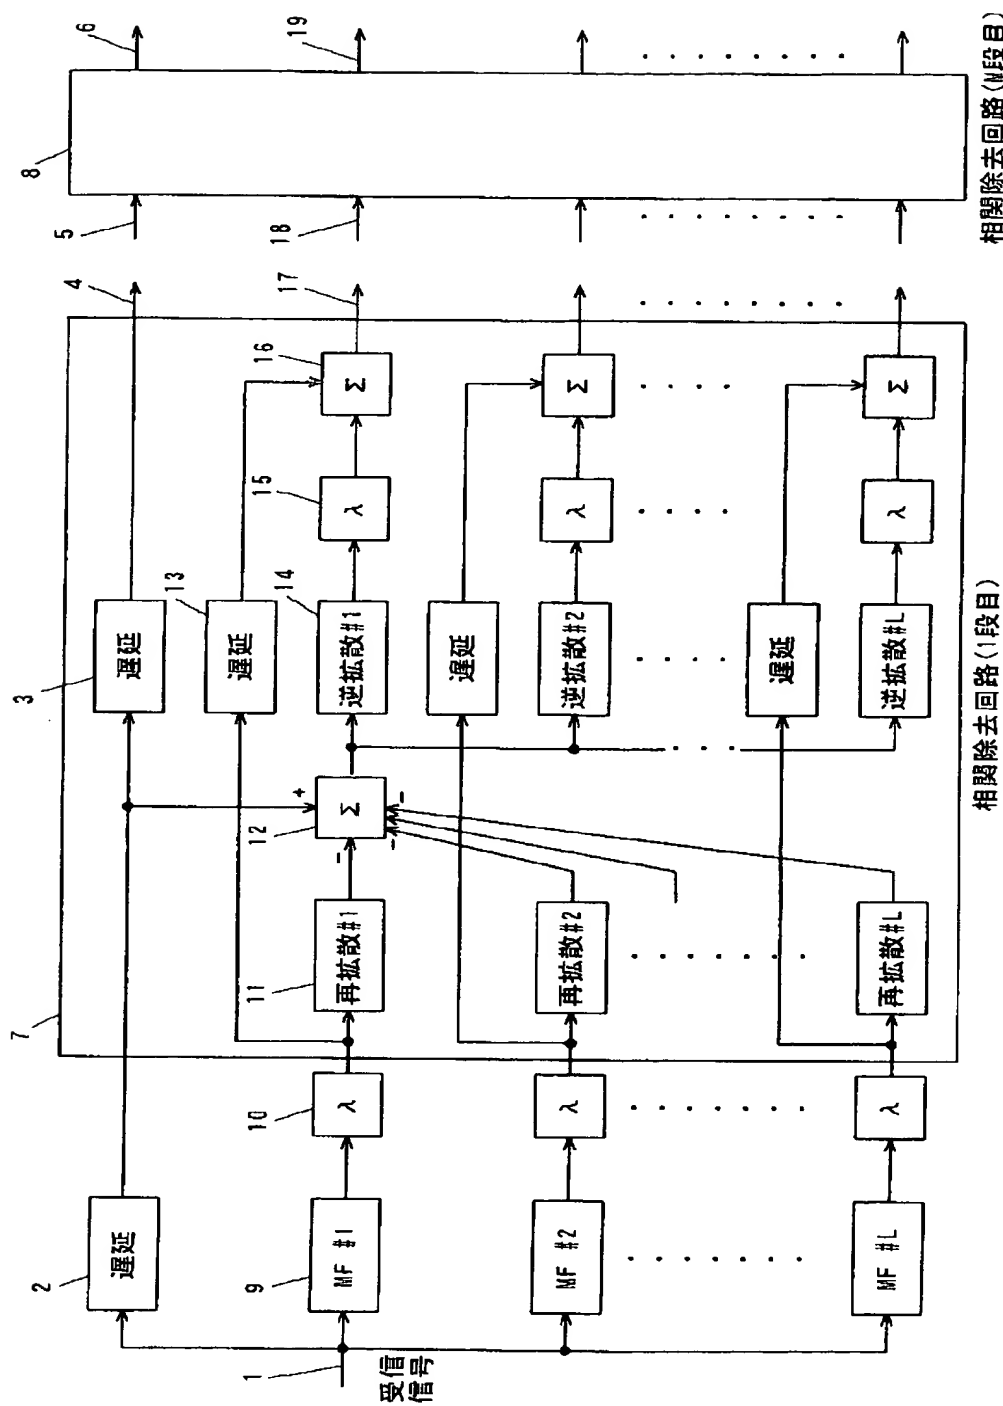 1
受信
信号
2
遅延
9
MF #1
MF #2
MF #L
10
λ
λ
λ
7
11
再拡散#1
再拡散#2
再拡散#L
12
Σ
+
-
-
-
3
遅延
13
遅延
14
逆拡散#1
遅延
逆拡散#2
遅延
逆拡散#L
15
λ
λ
λ
16
Σ
Σ
Σ
4
17
相関除去回路(1段目)
5
18
8
6
19
相関除去回路(M段目)